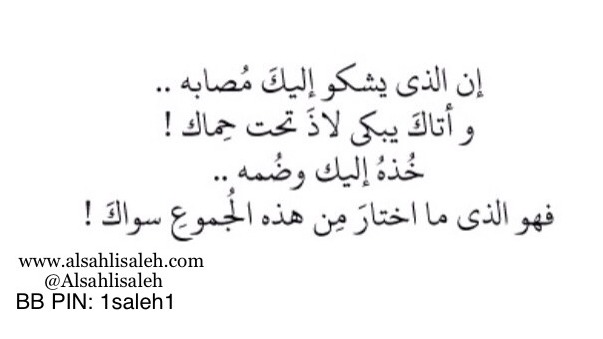 إن الذى يشكو إليكَ مُصابه ..
و أتاكَ يبكى لاذَ تحت حِماك !
خُذهُ إليك وضُمه ..
فهو الذى ما اختارَ مِن هذه الجُموعِ سواكَ !
www.alsahlisaleh.com
@Alsahlisaleh
BB PIN: 1saleh1